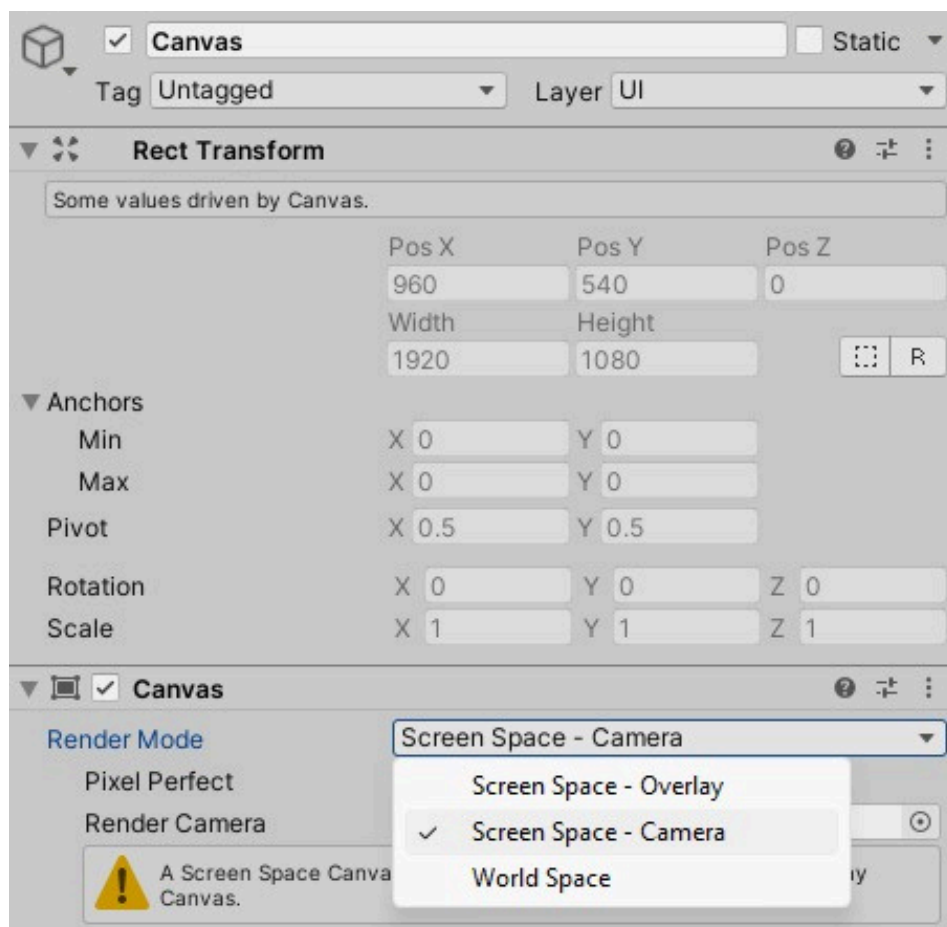 Canvas Static
Tag Untagged Layer UI
Rect Transform
Some values driven by Canvas.
Pos X Pos Y Pos Z
960 540 0
Width Height
1920 1080 R
Anchors
Min X 0 Y 0
Max X 0 Y 0
Pivot X 0.5 Y 0.5
Rotation X 0 Y 0 Z 0
Scale X 1 Y 1 Z 1
Canvas
Render Mode Screen Space - Camera
Pixel Perfect Screen Space - Overlay
Render Camera Screen Space - Camera
World Space
A Screen Space Canva
Canvas.